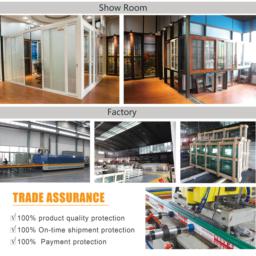 Show Room
Factory
TRADE ASSURANCE
100% product quality protection
100% On-time shipment protection
100% Payment protection